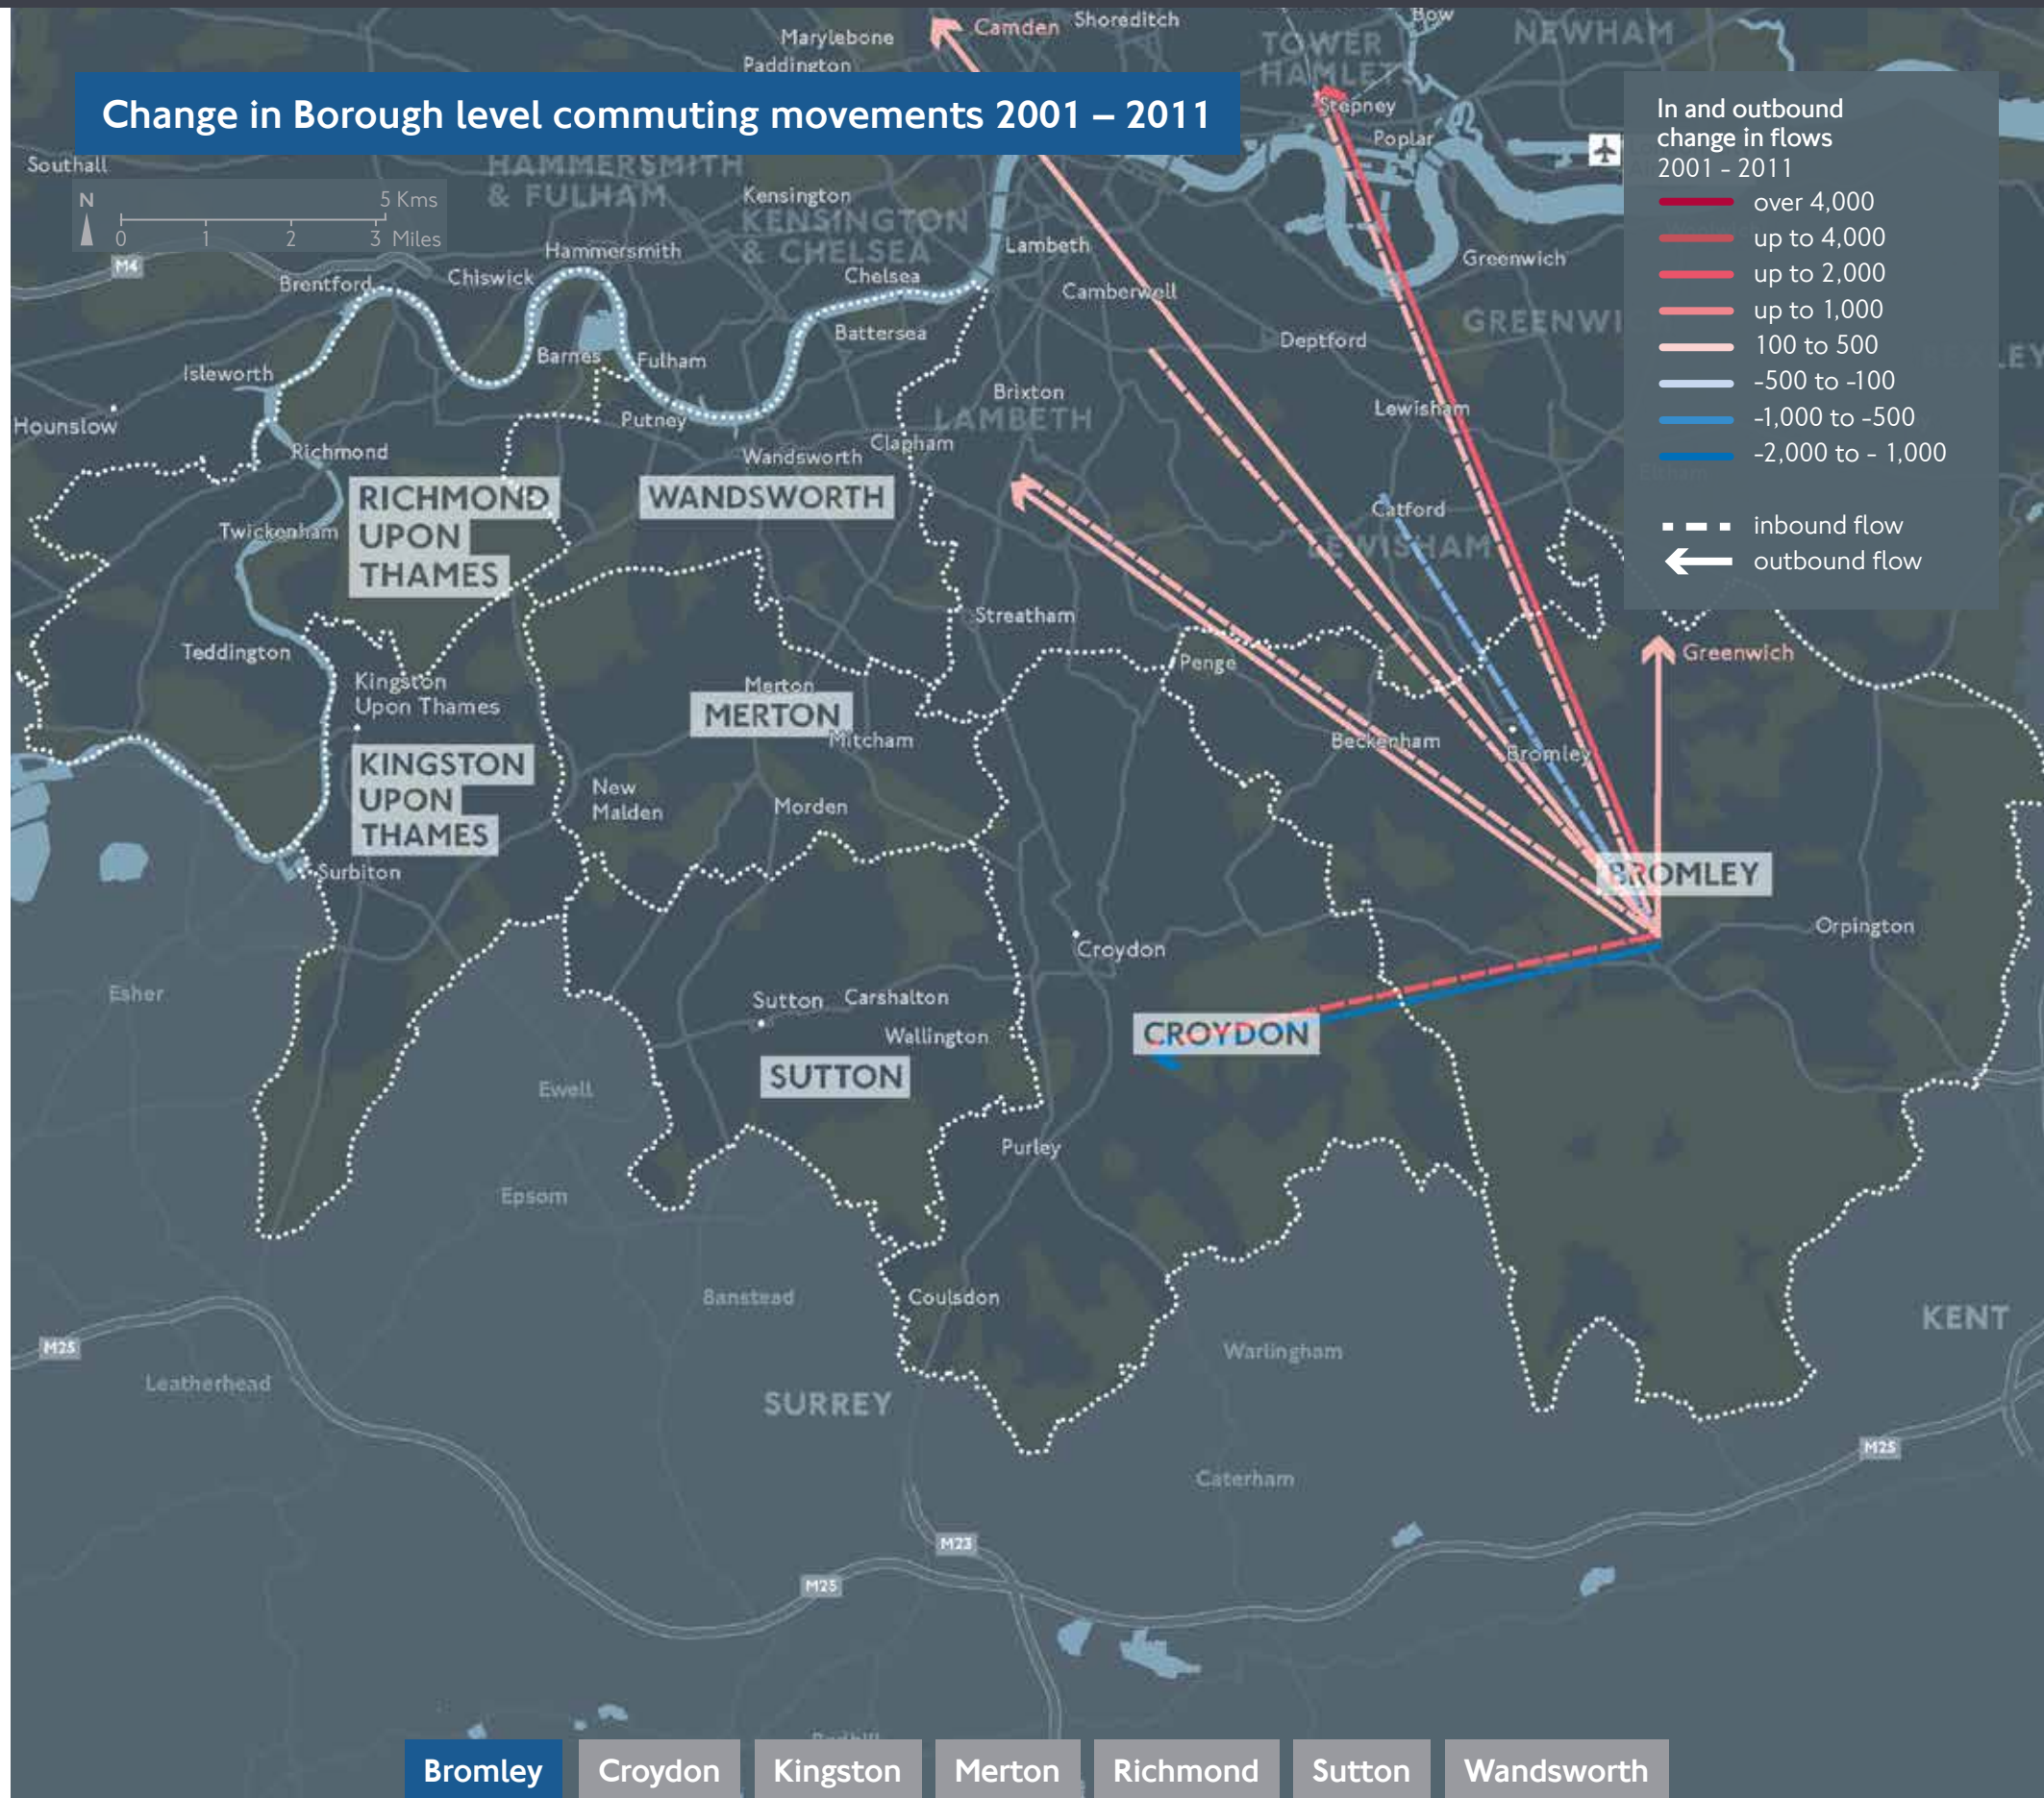 Camden
Shoreditch
Bow
NEWHAM
Marylebone
Paddington
TOWER
HAMLETS
Stepney
Poplar
Change in Borough level commuting movements 2001 – 2011
Southall
HAMMERSMITH
& FULHAM
Kensington
KENSINGTON
& CHELSEA
N
5 Kms
0 1 2 3 Miles
M4
Hammersmith
Lambeth
Greenwich
Brentford
Chiswick
Chelsea
Camberwell
Battersea
Deptford
GREENWI
Barnes
Fulham
Isleworth
Brixton
LAMBETH
Lewisham
Hounslow
Putney
Clapham
Richmond
Wandsworth
In and outbound
change in flows
2001 - 2011
over 4,000
up to 4,000
up to 2,000
up to 1,000
100 to 500
-500 to -100
-1,000 to -500
-2,000 to - 1,000
inbound flow
outbound flow
LEY
Eltham
RICHMOND
UPON
THAMES
WANDSWORTH
Catford
LEWISHAM
Twickenham
Streatham
Teddington
Penge
Greenwich
Kingston
Upon Thames
Merton
MERTON
Mitcham
Beckenham
Bromley
KINGSTON
UPON
THAMES
New
Malden
Morden
Surbiton
BROMLEY
Orpington
Croydon
Esher
Sutton
Carshalton
Wallington
CROYDON
SUTTON
Ewell
Purley
Epsom
Banstead
Coulsdon
KENT
M25
Warlingham
Leatherhead
SURREY
M25
Caterham
M23
M25
Redhill
Bromley
Croydon
Kingston
Merton
Richmond
Sutton
Wandsworth